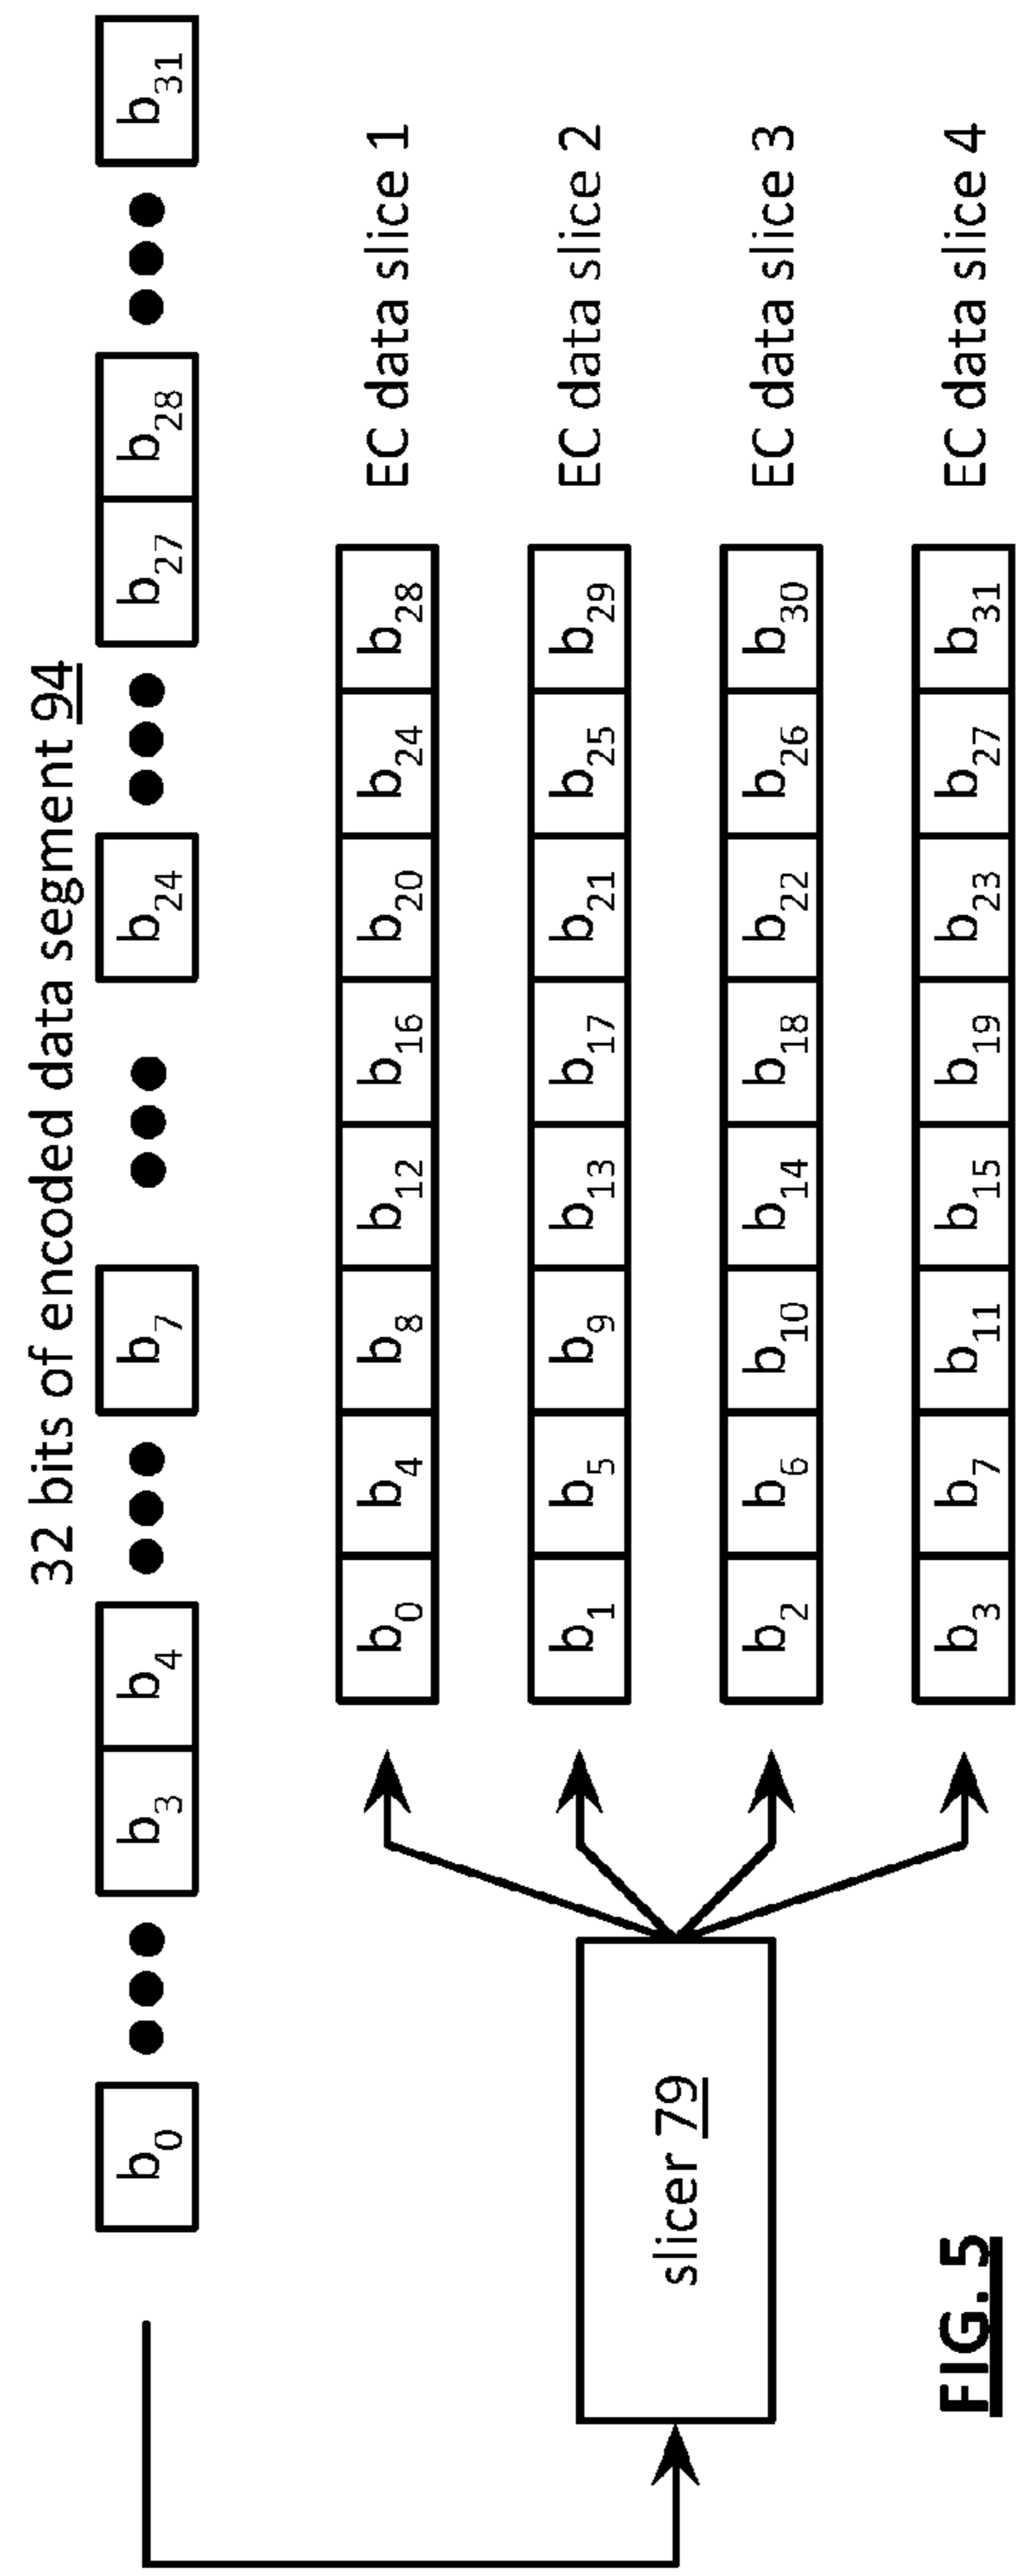 32 bits of encoded data segment 94
b0 b3 b4 b7 b24 b27 b28 b31
b0 b4 b8 b12 b16 b20 b24 b28 EC data slice 1
b1 b5 b9 b13 b17 b21 b25 b29 EC data slice 2
slicer 79
b2 b6 b10 b14 b18 b22 b26 b30 EC data slice 3
b3 b7 b11 b15 b19 b23 b27 b31 EC data slice 4
FIG. 5